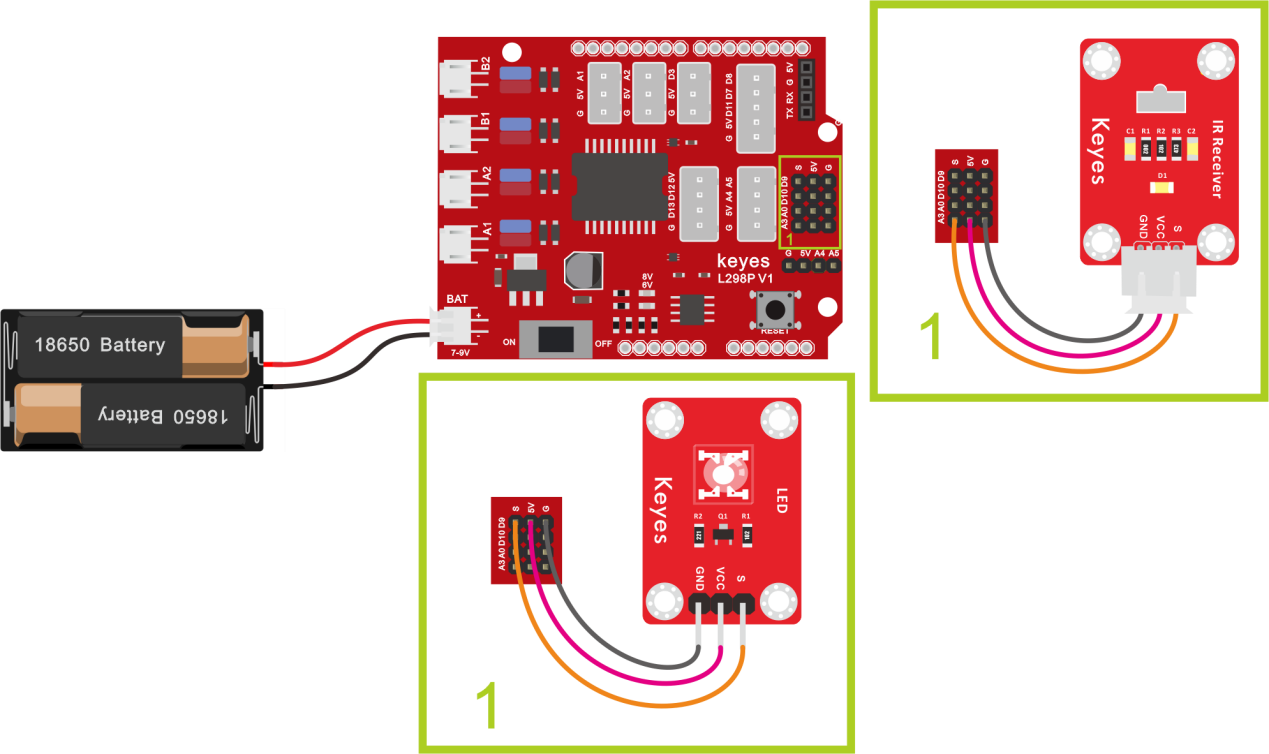 B2
B1
A2
A1
G 5V A1
G 5V A2
G 5V D3
G 5V D11 D7 D8
TX RX G 5V
G D13 D12 5V
G 5V A4 A5
S 5V G
A3 A0 D10 D9
1
G 5V A4 A5
keyes
L298P V1
8V
6V
BAT
+
-
7-9V
ON
OFF
RESET
18650 Battery
18650 Battery
S 5V G
A3 A0 D10 D9
Keyes
IR Receiver
C1 R1 R2 R3 C2
D1
GND VCC S
1
S 5V G
A3 A0 D10 D9
Keyes
LED
R2 Q1 R1
221
102
GND VCC S
1